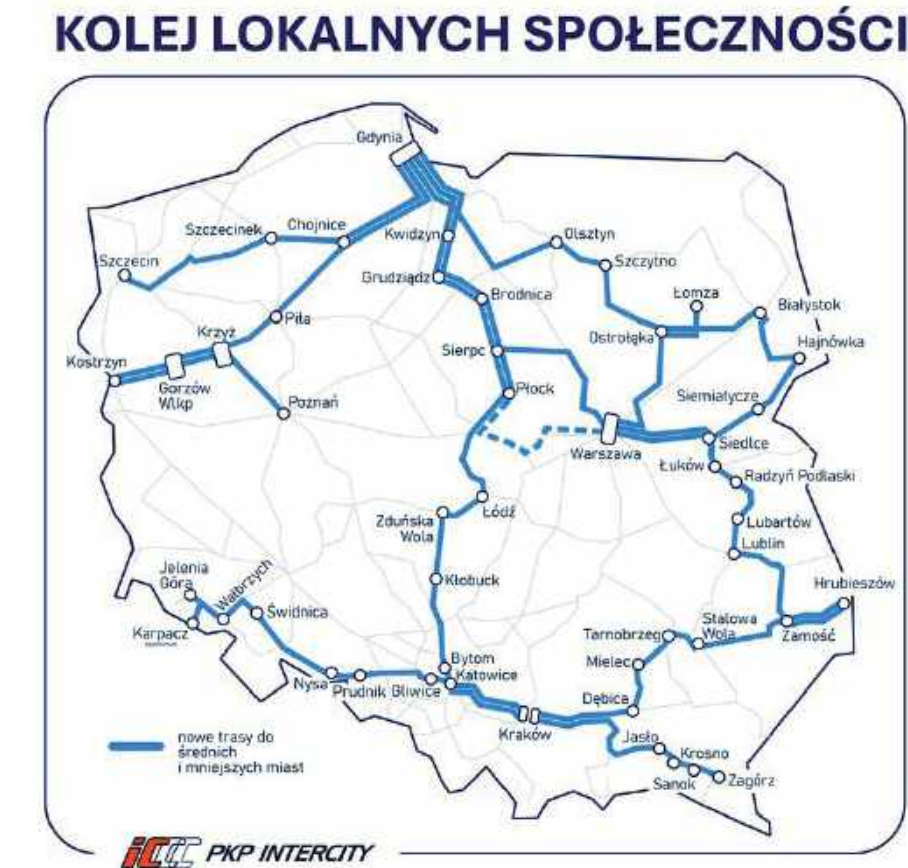 KOLEJ LOKALNYCH SPOŁECZNOŚCI
Gdynia
Szczecinek
Chojnice
Kwidzyn
Olsztyn
Szczecin
Szczytno
Grudziądz
Brodnica
Łomża
Białystok
Piła
Krzyż
Sierpc
Ostrołęka
Hajnówka
Kostrzyn
Gorzów
Wlkp
Poznań
Płock
Siemiatycze
Warszawa
Siedlce
Łuków
Radzyń Podlaski
Zduńska
Wola
Łódź
Lubartów
Lublin
Jelenia
Góra
Wałbrzych
Kłobuck
Hrubieszów
Świdnica
Karpacz
Tarnobrzeg
Stalowa
Wola
Zamość
Bytom
Katowice
Mielec
Nysa
Prudnik
Gliwice
Dębica
Kraków
Jasło
Krosno
Sanok
Zagórz
nowe trasy do
średnich
i mniejszych miast
PKP INTERCITY